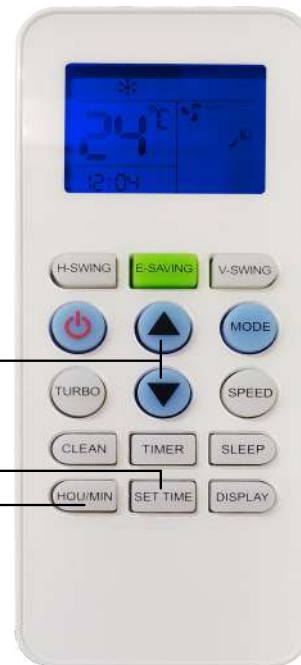 24°C
12:04
H-SWING E-SAVING V-SWING
MODE
TURBO SPEED
CLEAN TIMER SLEEP
HOU/MIN SET TIME DISPLAY